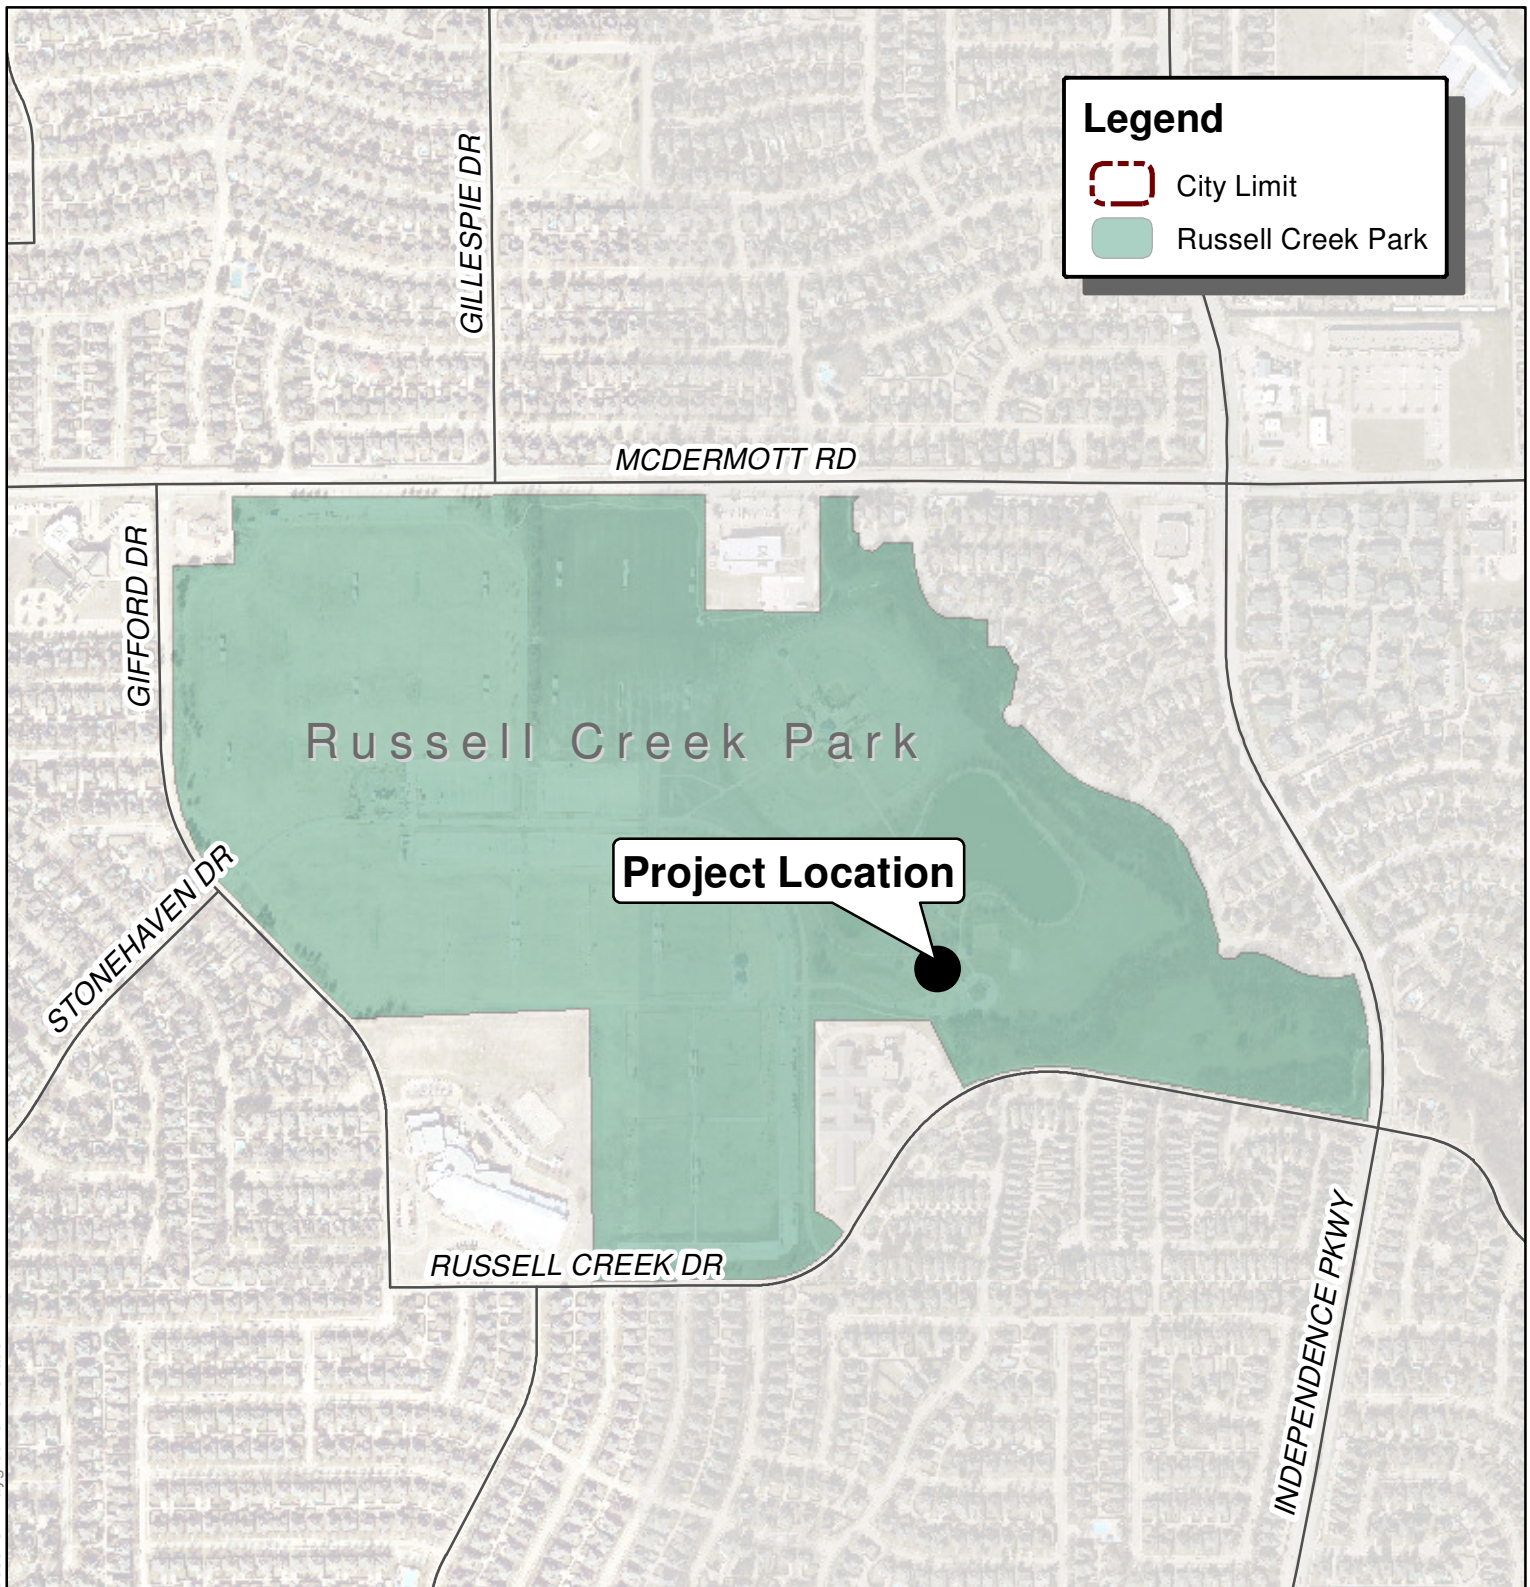 Legend
City Limit
Russell Creek Park
GILLESPIE DR
MCDERMOTT RD
GIFFORD DR
Russell Creek Park
Project Location
STONEHAVEN DR
RUSSELL CREEK DR
INDEPENDENCE PKWY